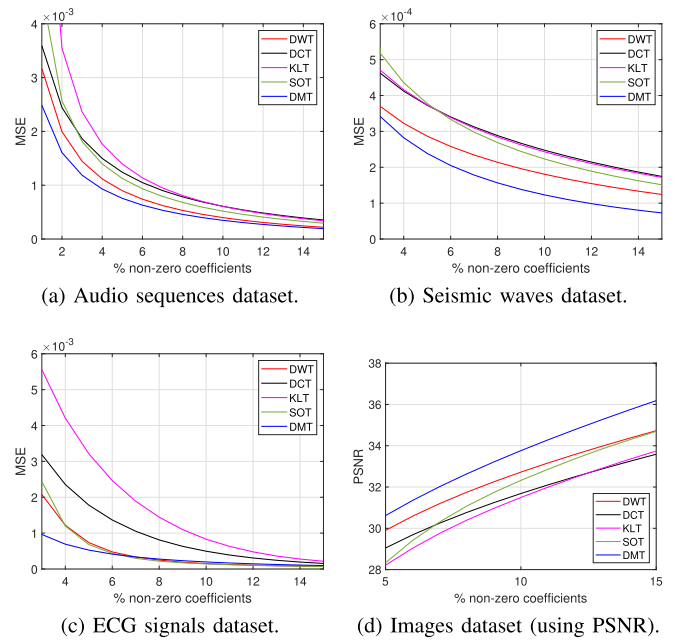 ×10⁻³
4
3
2
1
0
MSE
2 4 6 8 10 12 14
% non-zero coefficients
DWT
DCT
KLT
SOT
DMT
(a) Audio sequences dataset.
×10⁻⁴
6
5
4
3
2
1
0
MSE
4 6 8 10 12 14
% non-zero coefficients
DWT
DCT
KLT
SOT
DMT
(b) Seismic waves dataset.
×10⁻³
6
5
4
3
2
1
0
MSE
4 6 8 10 12 14
% non-zero coefficients
DWT
DCT
KLT
SOT
DMT
(c) ECG signals dataset.
38
36
34
32
30
28
PSNR
5 10 15
% non-zero coefficients
DWT
DCT
KLT
SOT
DMT
(d) Images dataset (using PSNR).